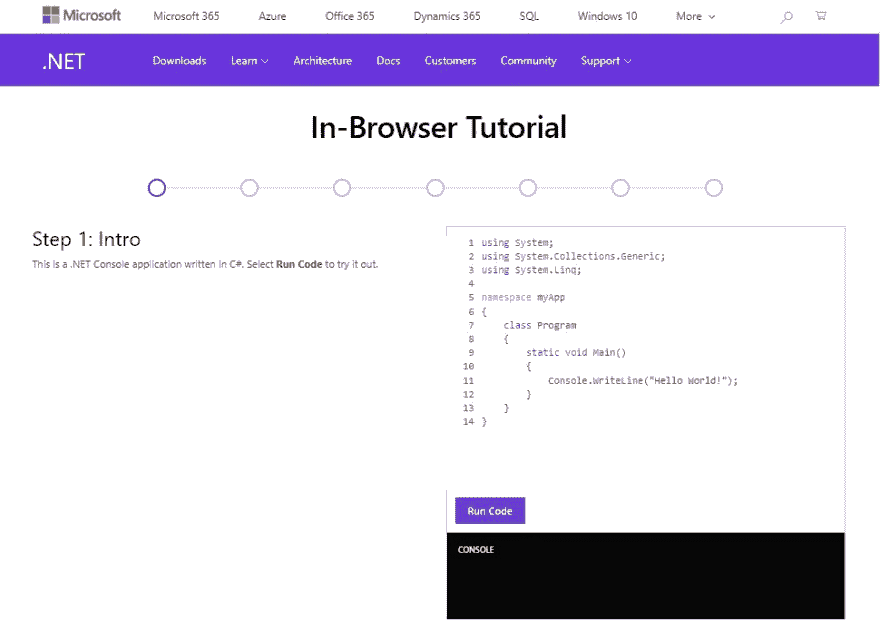 Microsoft Microsoft 365 Azure Office 365 Dynamics 365 SQL Windows 10 More
.NET Downloads Learn Architecture Docs Customers Community Support
In-Browser Tutorial
Step 1: Intro
This is a .NET Console application written in C#. Select Run Code to try it out.
1 using System;
2 using System.Collections.Generic;
3 using System.Linq;
4
5 namespace myApp
6 {
7 class Program
8 {
9 static void Main()
10 {
11 Console.WriteLine("Hello World!");
12 }
13 }
14 }
Run Code
CONSOLE